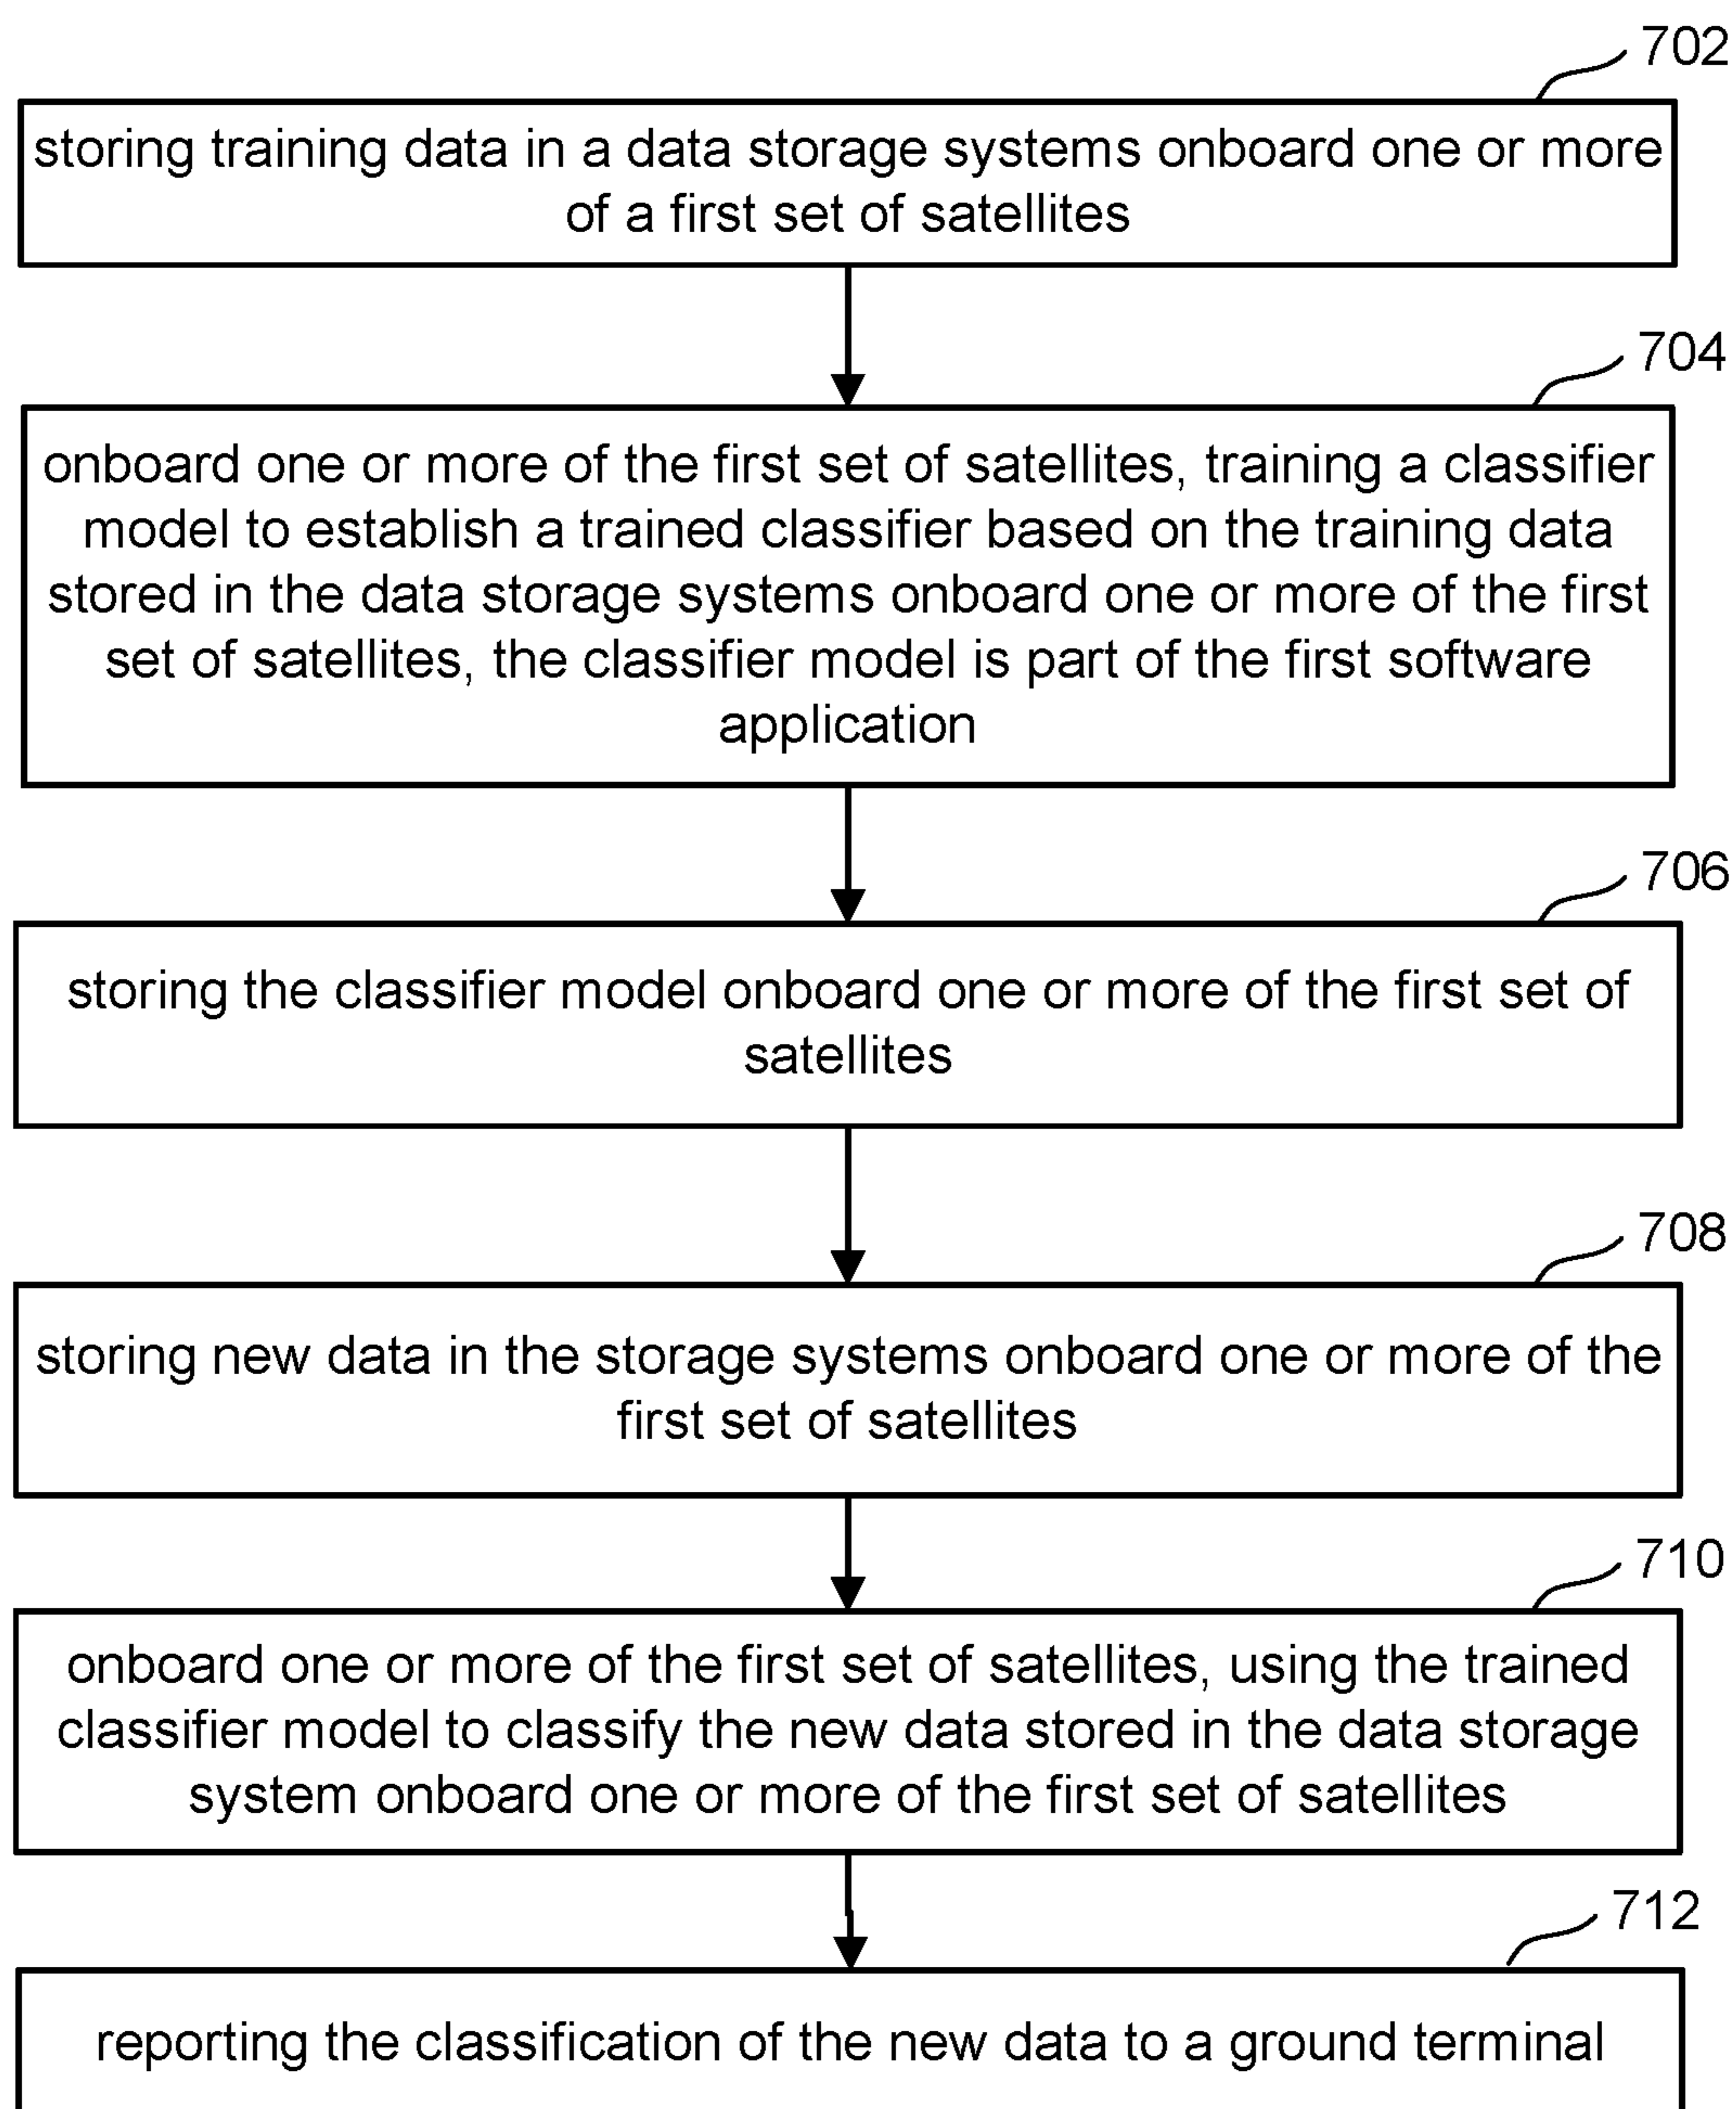 702
storing training data in a data storage systems onboard one or more
of a first set of satellites
704
onboard one or more of the first set of satellites, training a classifier
model to establish a trained classifier based on the training data
stored in the data storage systems onboard one or more of the first
set of satellites, the classifier model is part of the first software
application
706
storing the classifier model onboard one or more of the first set of
satellites
708
storing new data in the storage systems onboard one or more of the
first set of satellites
710
onboard one or more of the first set of satellites, using the trained
classifier model to classify the new data stored in the data storage
system onboard one or more of the first set of satellites
712
reporting the classification of the new data to a ground terminal